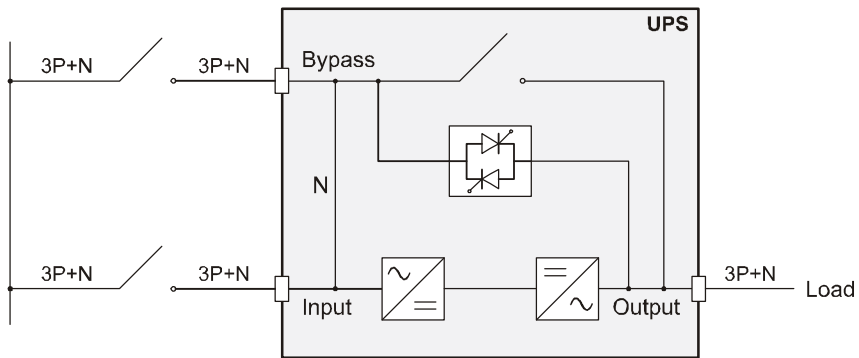 UPS
3P+N
3P+N
Bypass
N
3P+N
3P+N
Input
Output
3P+N
Load